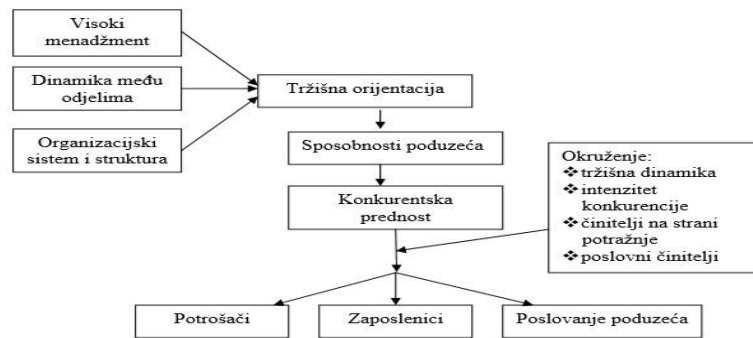 Visoki
menadžment
Dinamika među
odjelima
Organizacijski
sistem i struktura
Tržišna orijentacija
Sposobnosti poduzeća
Konkurentska
prednost
Okruženje:
❖tržišna dinamika
❖intenzitet
konkurencije
❖činitelji na strani
potražnje
❖poslovni činitelji
Potrošači
Zaposlenici
Poslovanje poduzeća